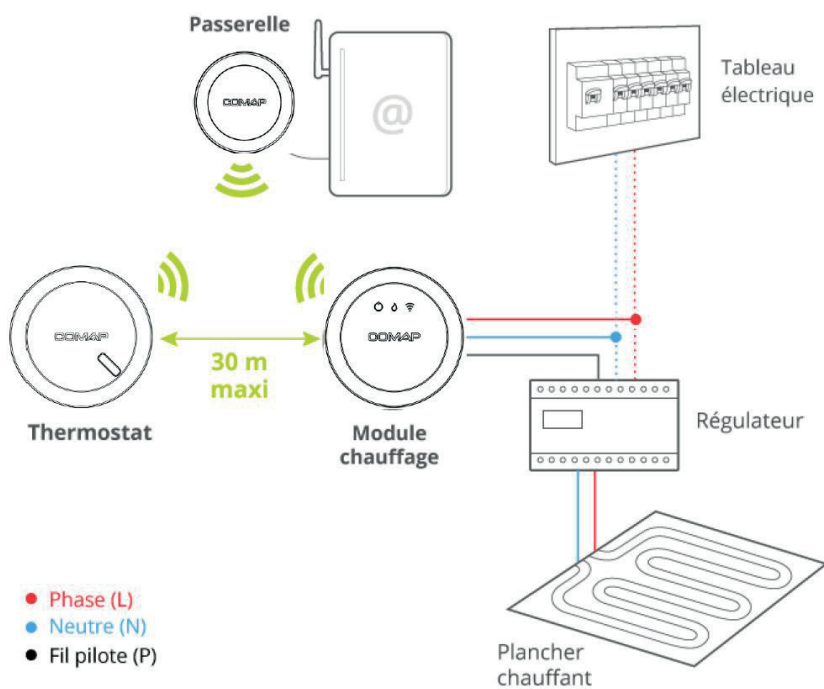 Passerelle
COMAP
@
Tableau
électrique
COMAP
30 m
maxi
COMAP
Thermostat
Module
chauffage
Régulateur
Phase (L)
Neutre (N)
Fil pilote (P)
Plancher
chauffant